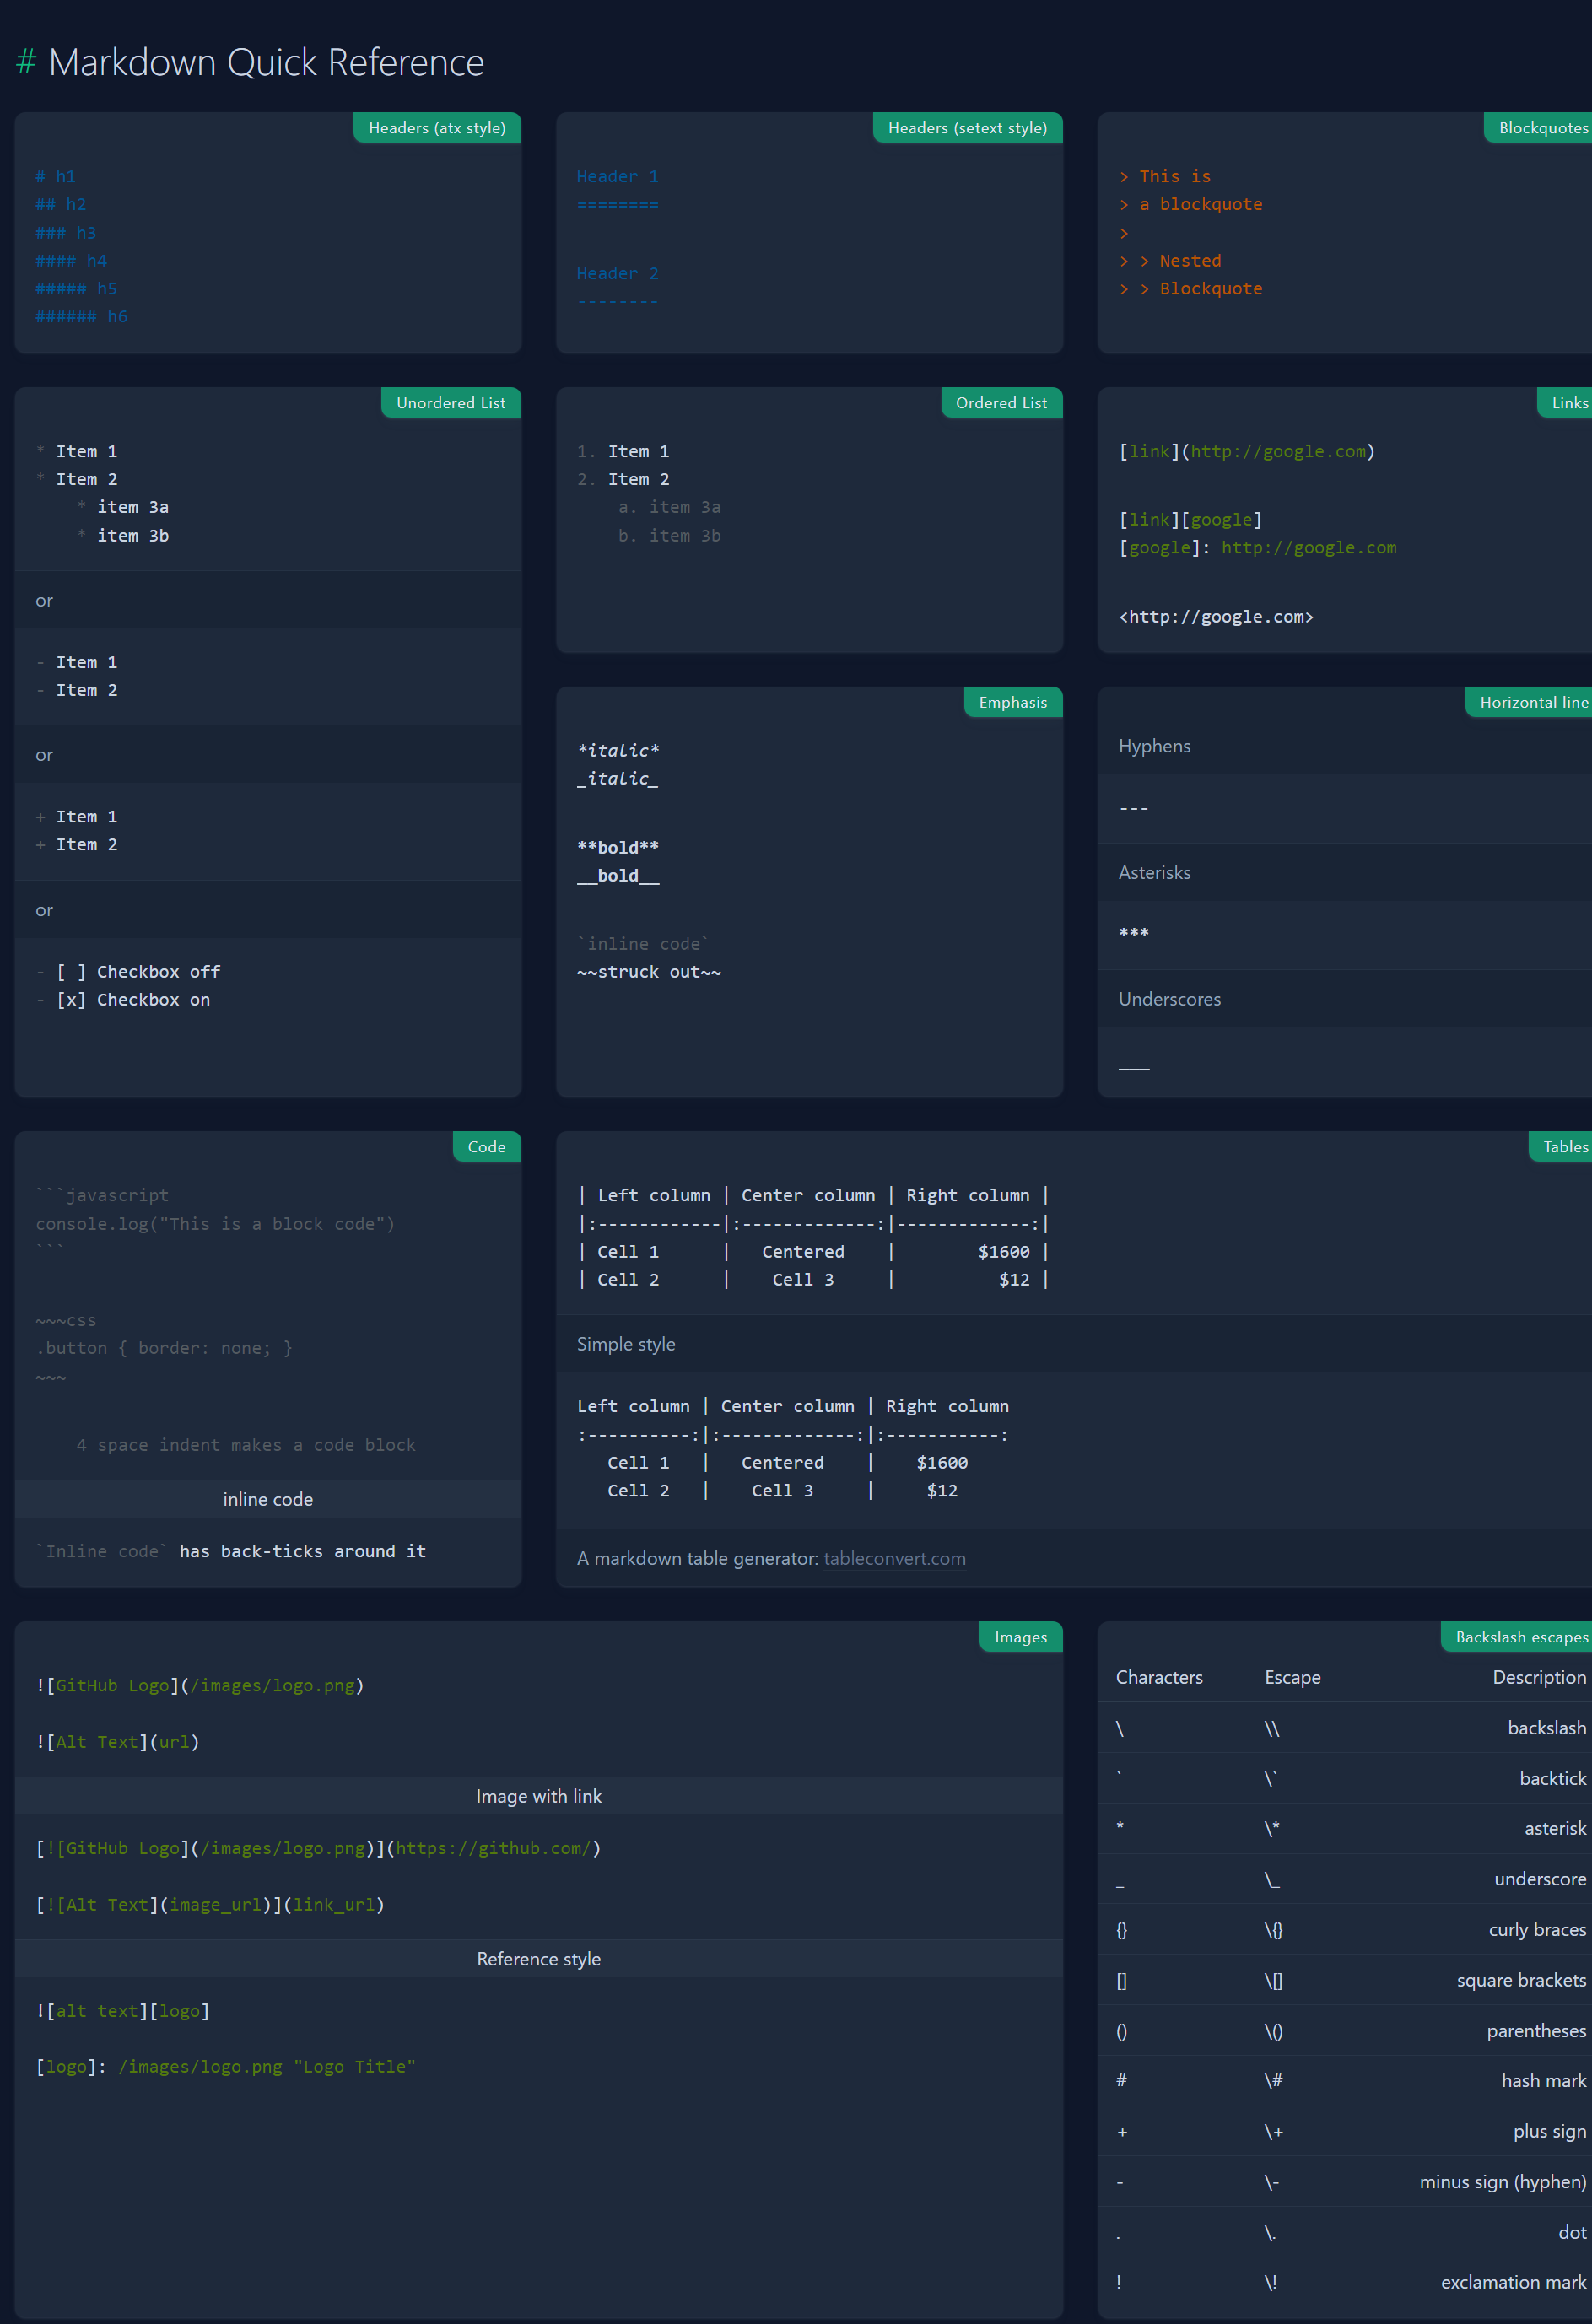 # Markdown Quick Reference
Headers (atx style)
# h1
## h2
### h3
#### h4
##### h5
###### h6
Headers (setext style)
Header 1
========
Header 2
--------
Blockquotes
> This is
> a blockquote
>
> > Nested
> > Blockquote
Unordered List
* Item 1
* Item 2
    * item 3a
    * item 3b
or
- Item 1
- Item 2
or
+ Item 1
+ Item 2
or
- [ ] Checkbox off
- [x] Checkbox on
Ordered List
1. Item 1
2. Item 2
    a. item 3a
    b. item 3b
Links
[link](http://google.com)
[link][google]
[google]: http://google.com
<http://google.com>
Emphasis
*italic*
_italic_
**bold**
__bold__
`inline code`
~~struck out~~
Horizontal line
Hyphens
---
Asterisks
***
Underscores
___
Code
```javascript
console.log("This is a block code")
```
~~~css
.button { border: none; }
~~~
    4 space indent makes a code block
inline code
`Inline code` has back-ticks around it
Tables
| Left column | Center column | Right column |
|:------------|:-------------:|-------------:|
| Cell 1      |   Centered    |        $1600 |
| Cell 2      |    Cell 3     |          $12 |
Simple style
Left column | Center column | Right column
:----------:|:-------------:|:-----------:
   Cell 1   |   Centered    |    $1600
   Cell 2   |    Cell 3     |     $12
A markdown table generator: tableconvert.com
Images
![GitHub Logo](/images/logo.png)
![Alt Text](url)
Image with link
[![GitHub Logo](/images/logo.png)](https://github.com/)
[![Alt Text](image_url)](link_url)
Reference style
![alt text][logo]
[logo]: /images/logo.png "Logo Title"
Backslash escapes
Characters Escape Description
\ \\ backslash
` \` backtick
* \* asterisk
_ \_ underscore
{} \{} curly braces
[] \[] square brackets
() \() parentheses
# \# hash mark
+ \+ plus sign
- \- minus sign (hyphen)
. \. dot
! \! exclamation mark